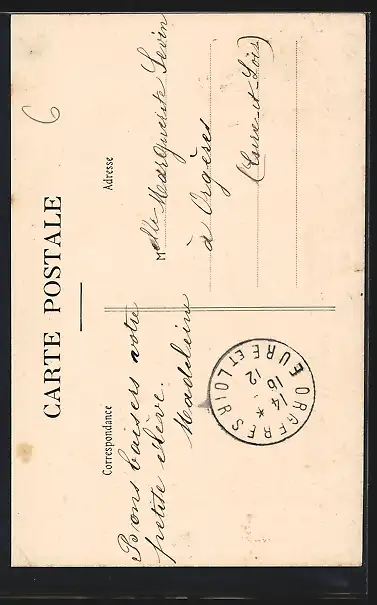 6
CARTE POSTALE
Correspondance
Adresse
Bons baisers votre
petite élève.
Madeleine
Mlle Marguerite Sevin
à Orgères
(Eure-et-Loir)
ORGERES
14 *
16
12
EURE ET LOIR